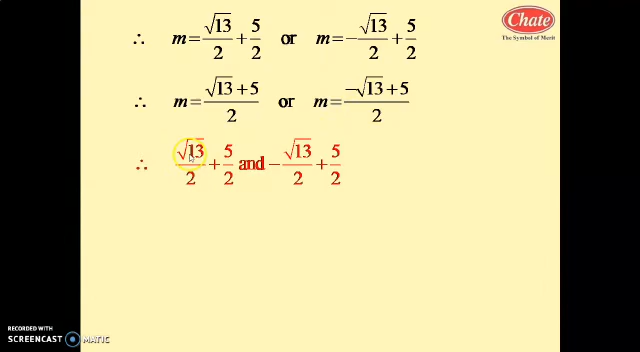 ∴ m = √13/2 + 5/2 or m = −√13/2 + 5/2
∴ m = (√13 + 5)/2 or m = (−√13 + 5)/2
∴ √13/2 + 5/2 and −√13/2 + 5/2
Chate
The Symbol of Merit
RECORDED WITH
SCREENCAST MATIC